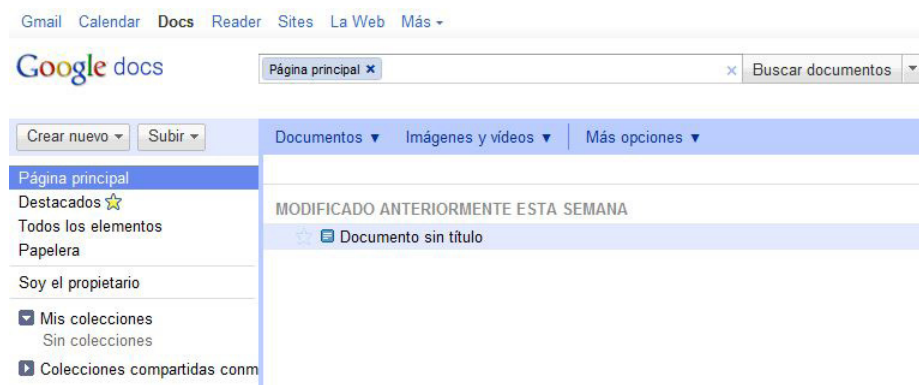 Gmail Calendar Docs Reader Sites La Web Más
Google docs
Página principal
Buscar documentos
Crear nuevo Subir
Documentos Imágenes y vídeos Más opciones
Página principal
Destacados
Todos los elementos
Papelera
Soy el propietario
Mis colecciones
Sin colecciones
Colecciones compartidas conm
MODIFICADO ANTERIORMENTE ESTA SEMANA
Documento sin título